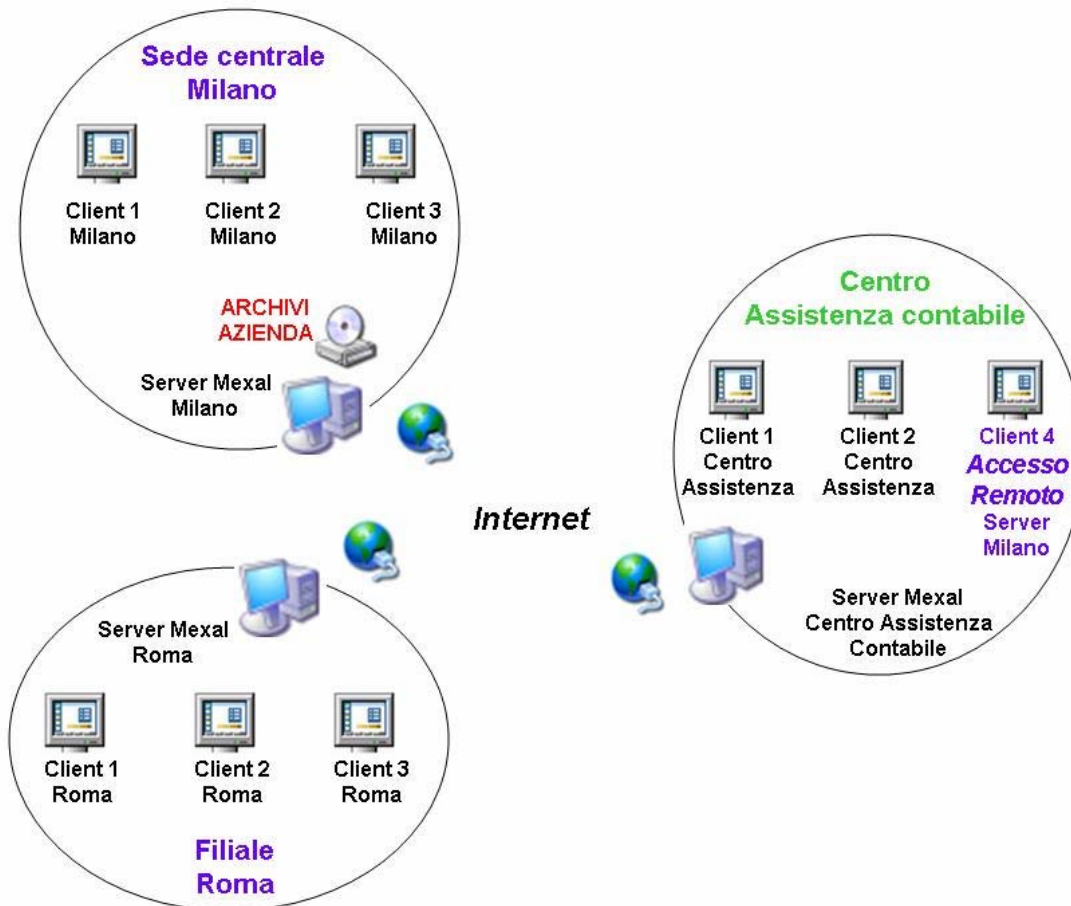 Sede centrale
Milano
Client 1
Milano
Client 2
Milano
Client 3
Milano
ARCHIVI
AZIENDA
Server Mexal
Milano
Internet
Centro
Assistenza contabile
Client 1
Centro
Assistenza
Client 2
Centro
Assistenza
Client 4
Accesso
Remoto
Server
Milano
Server Mexal
Centro Assistenza
Contabile
Server Mexal
Roma
Client 1
Roma
Client 2
Roma
Client 3
Roma
Filiale
Roma